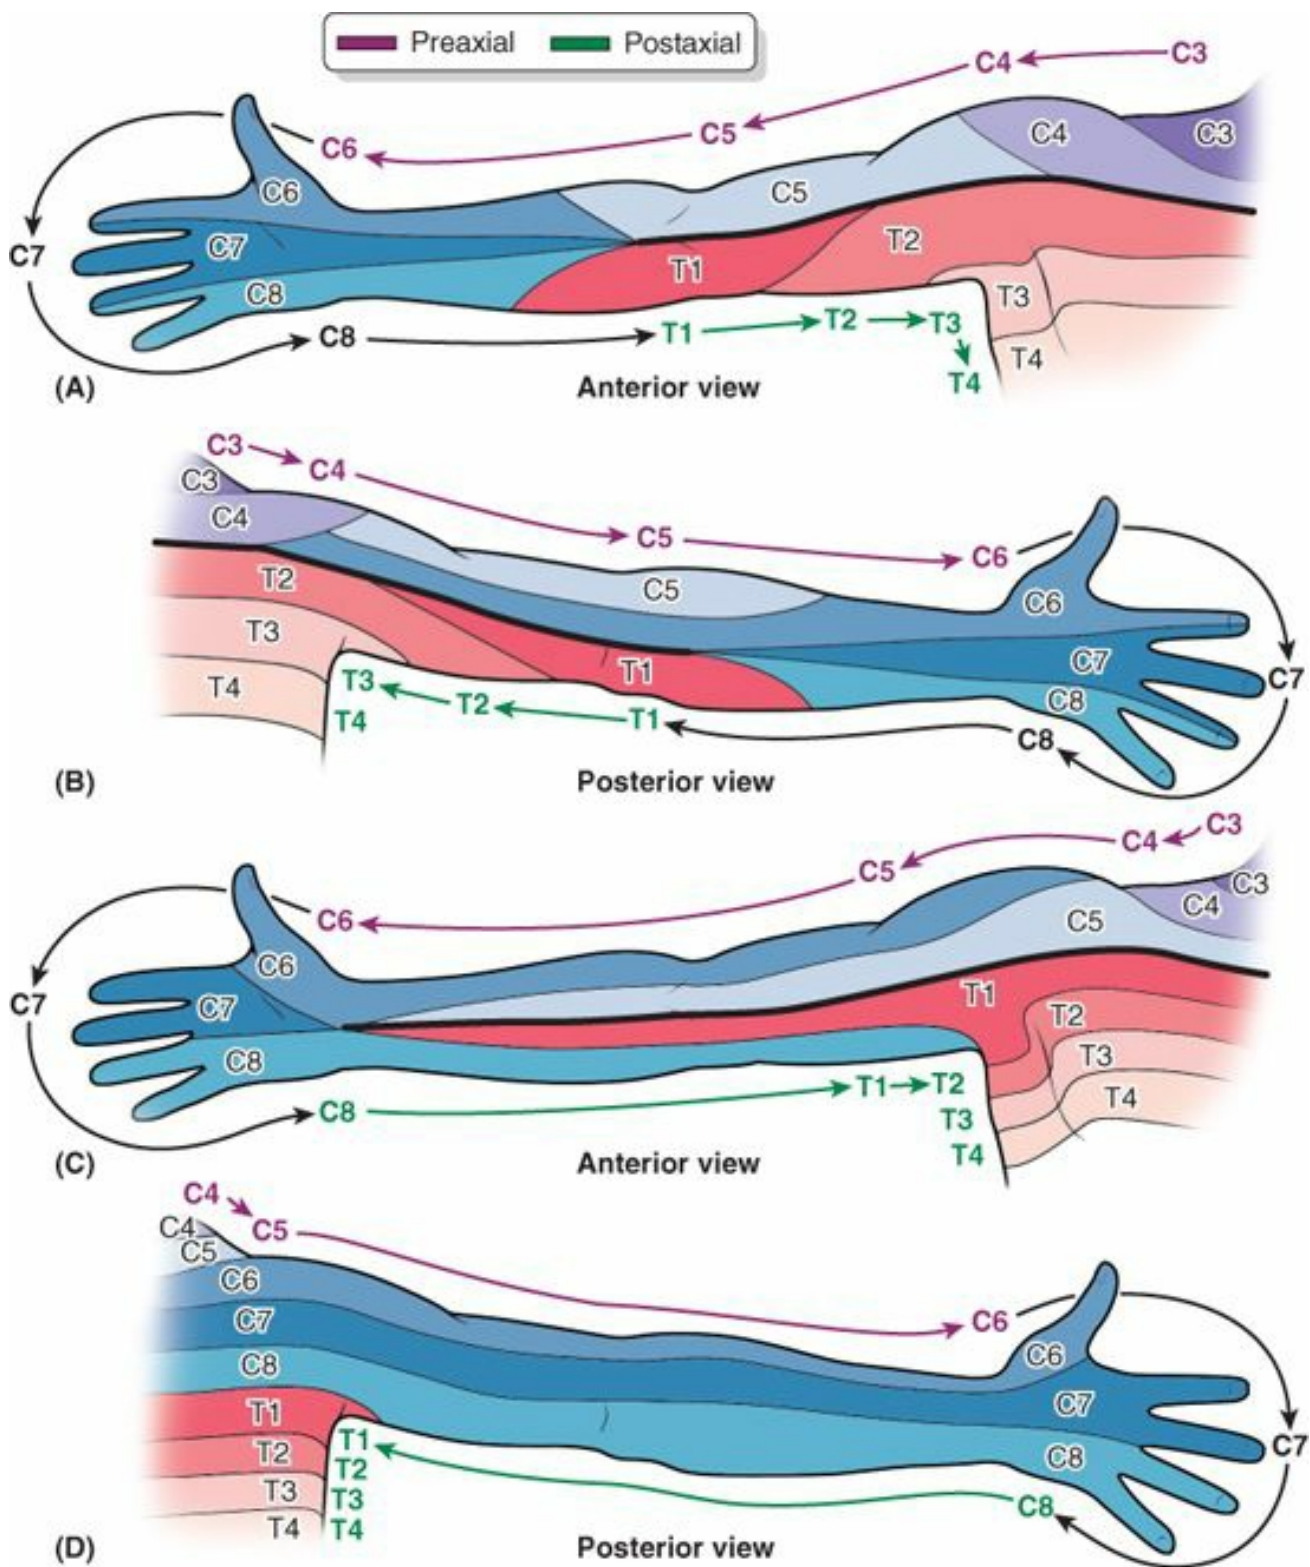 Preaxial Postaxial
C4 C3
C5
C6
C4 C3
C6 C5
C7
C7 T2
T1
C8 T3
C8 T1 T2 T3
T4
T4
(A) Anterior view
C3
C4
C3
C4
C5
C6
T2
C5
C6
T3
T1
C7
C7
T4
T3
T2
T1
C8
T4
C8
(B) Posterior view
C3
C4
C5
C3
C4
C6
C5
C6
C7
C7
T1
T2
T3
C8
T1 T2
T4
C8
T3
T4
(C) Anterior view
C4
C5
C4
C5
C6
C6
C7
C6
C8
C7
T1
T1
C7
T2
T2
C8
T3
T3
C8
T4
T4
(D) Posterior view